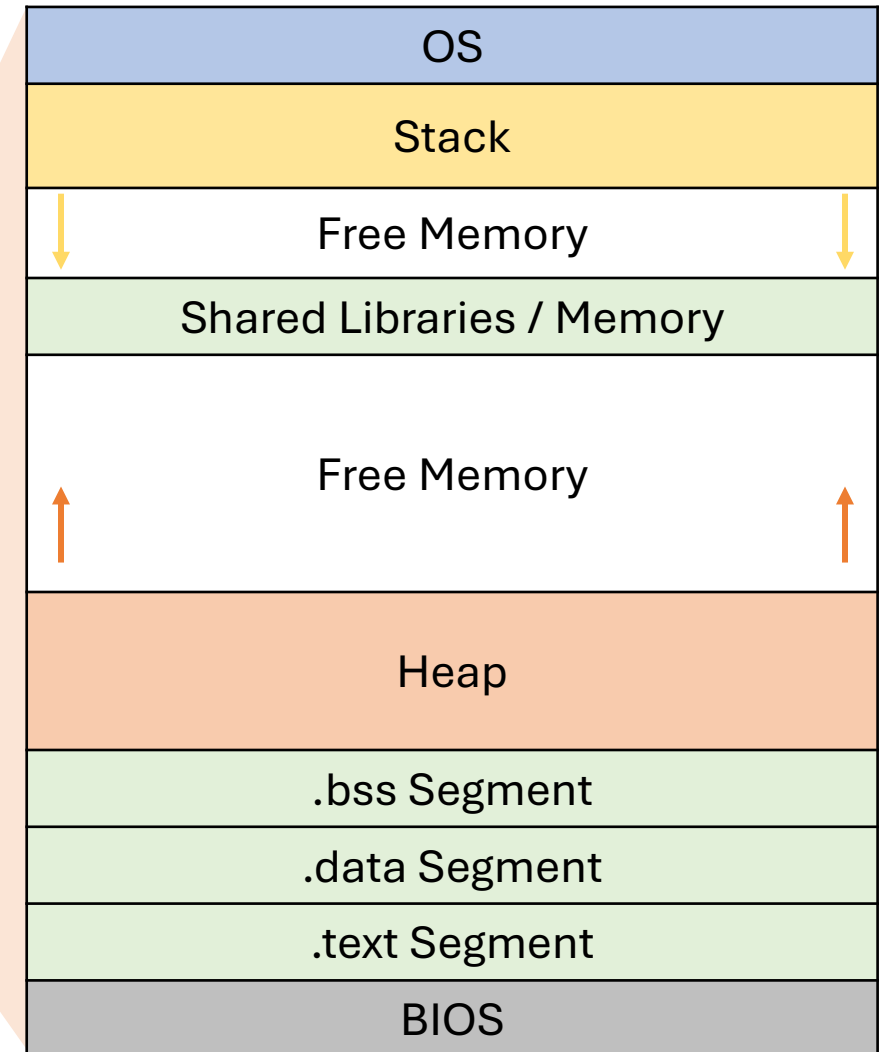 OS
Stack
Free Memory
Shared Libraries / Memory
Free Memory
Heap
.bss Segment
.data Segment
.text Segment
BIOS